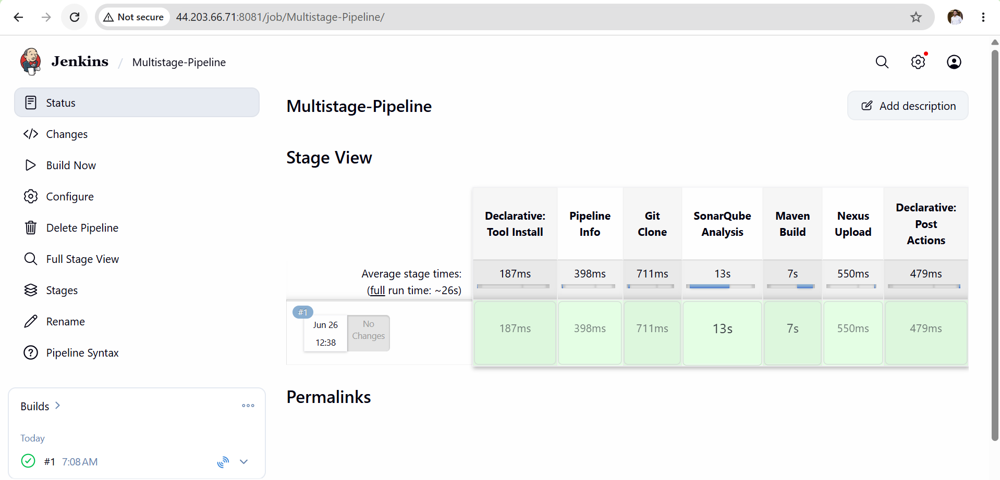 Not secure 44.203.66.71:8081/job/Multistage-Pipeline/
Jenkins / Multistage-Pipeline
Status
Changes
Build Now
Configure
Delete Pipeline
Full Stage View
Stages
Rename
Pipeline Syntax
Builds
Today
#1 7:08 AM
Multistage-Pipeline
Add description
Stage View
Declarative:
Tool Install
Pipeline
Info
Git
Clone
SonarQube
Analysis
Maven
Build
Nexus
Upload
Declarative:
Post
Actions
Average stage times:
(full run time: ~26s)
187ms 398ms 711ms 13s 7s 550ms 479ms
#1
Jun 26
12:38
No
Changes
187ms 398ms 711ms 13s 7s 550ms 479ms
Permalinks